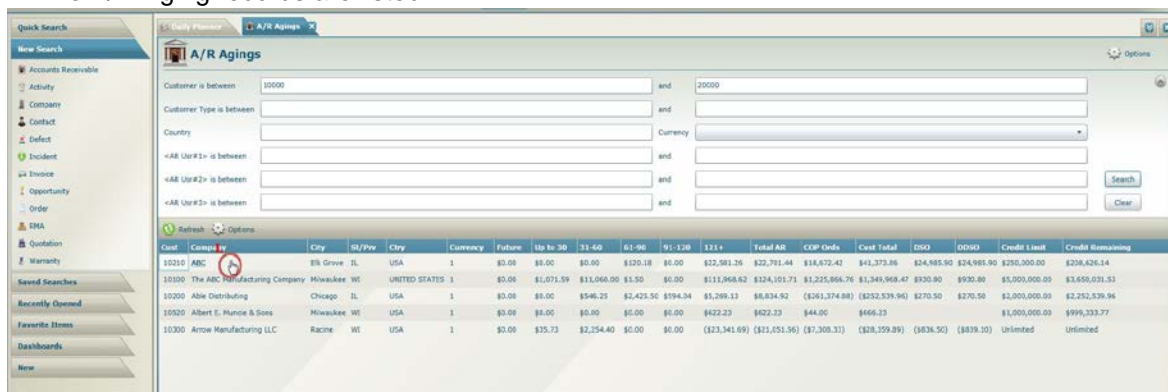 Quick Search
Daily Planner
A/R Agings X
New Search
A/R Agings
Options
Accounts Receivable
Activity
Company
Contact
Defect
Incident
Invoice
Opportunity
Order
RMA
Quotation
Warranty
Saved Searches
Recently Opened
Favorite Items
Dashboards
New
Customer is between 10000 and 20000
Customer Type is between and
Country Currency
<AR Usr#1> is between and
<AR Usr#2> is between and Search
<AR Usr#3> is between and Clear
Refresh Options
Cust Company City St/Prv Ctry Currency Future Up to 30 31-60 61-90 91-120 121+ Total AR COP Ords Cust Total DSO DDSO Credit Limit Credit Remaining
10210 ABC Elk Grove IL USA 1 $0.00 $0.00 $0.00 $120.18 $0.00 $22,581.26 $22,701.44 $18,672.42 $41,373.86 $24,985.90 $24,985.90 $250,000.00 $208,626.14
10100 The ABC Manufacturing Company Milwaukee WI UNITED STATES 1 $0.00 $1,071.59 $11,060.00 $1.50 $0.00 $111,968.62 $124,101.71 $1,225,866.76 $1,349,968.47 $930.80 $930.80 $5,000,000.00 $3,650,031.53
10200 Able Distributing Chicago IL USA 1 $0.00 $0.00 $546.25 $2,425.50 $594.04 $5,269.13 $8,834.92 ($261,374.88) ($252,539.96) $270.50 $270.50 $2,000,000.00 $2,252,539.96
10520 Albert E. Muncie & Sons Milwaukee WI USA 1 $0.00 $0.00 $0.00 $0.00 $0.00 $622.23 $622.23 $44.00 $666.23 $1,000,000.00 $999,333.77
10300 Arrow Manufacturing LLC Racine WI USA 1 $0.00 $35.73 $2,254.40 $0.00 $0.00 ($23,341.69) ($21,051.56) ($7,308.33) ($28,359.89) ($836.50) ($839.10) Unlimited Unlimited